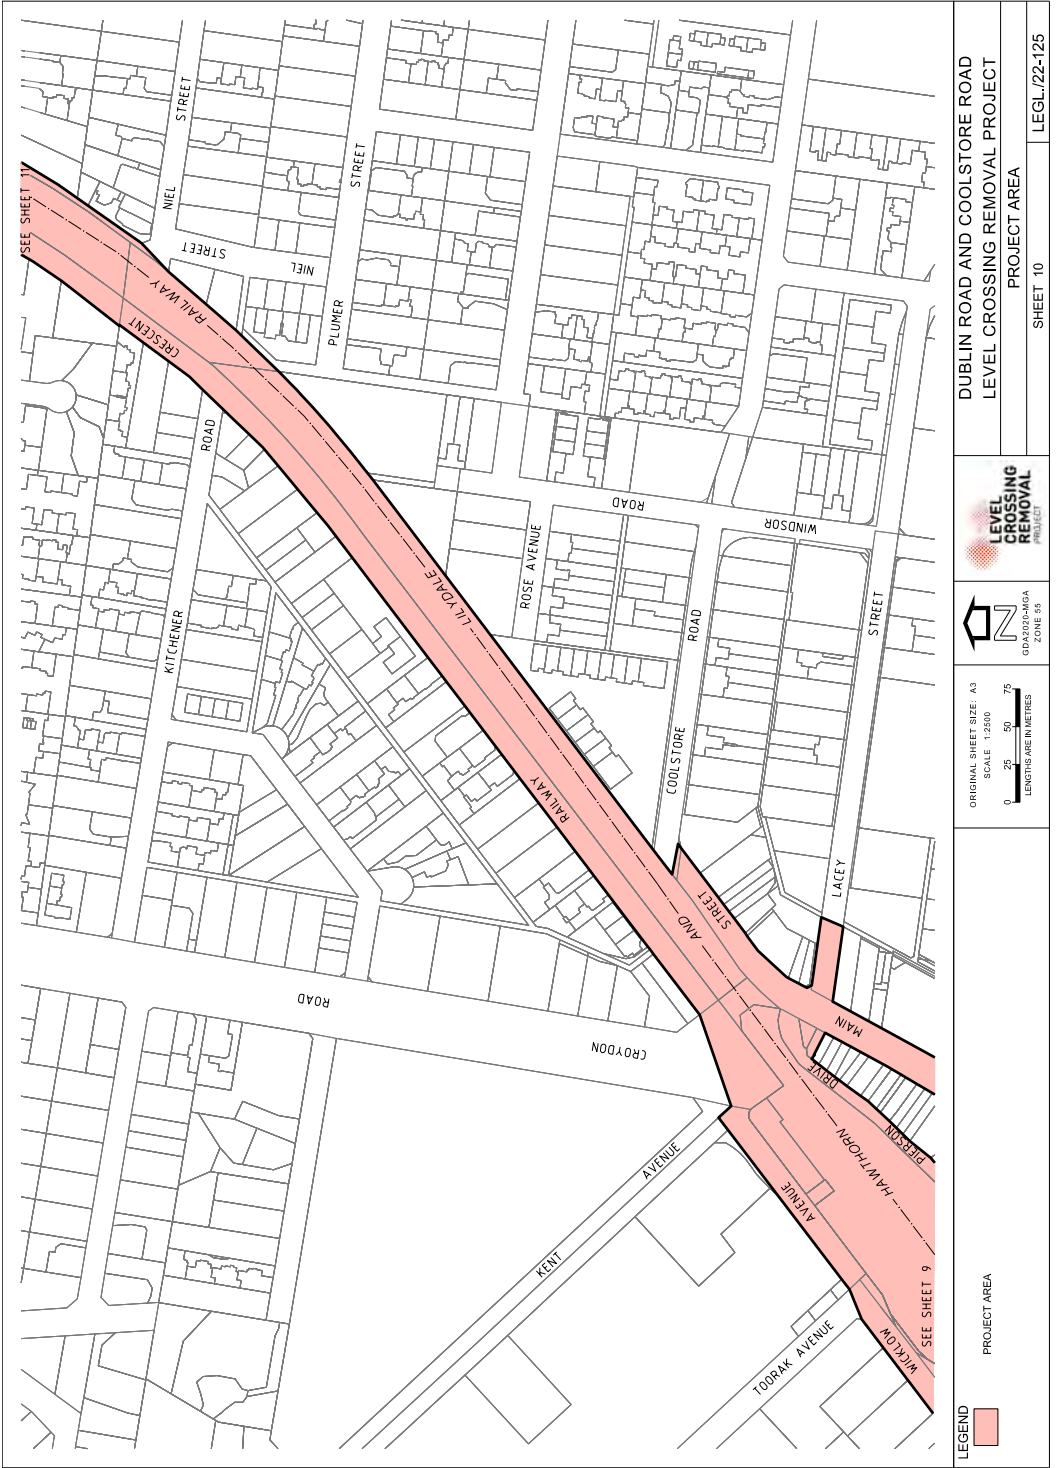 SEE SHEET 11
NIEL
STREET
STREET
NIEL
PLUMER
STREET
RAILWAY
CRESCENT
KITCHENER
ROAD
ROAD
WINDSOR
ROSE AVENUE
LILYDALE
RAILWAY
COOLSTORE
ROAD
LACEY
STREET
STREET
AND
MAIN
ROAD
CROYDON
DRIVE
PIERSON
HAWTHORN
KENT
AVENUE
AVENUE
WICKLOW
TOORAK AVENUE
SEE SHEET 9
LEGEND
PROJECT AREA
ORIGINAL SHEET SIZE: A3
SCALE 1:2500
0 25 50 75
LENGTHS ARE IN METRES
N
GDA2020-MGA
ZONE 55
LEVEL
CROSSING
REMOVAL
PROJECT
DUBLIN ROAD AND COOLSTORE ROAD
LEVEL CROSSING REMOVAL PROJECT
PROJECT AREA
SHEET 10
LEGL./22-125